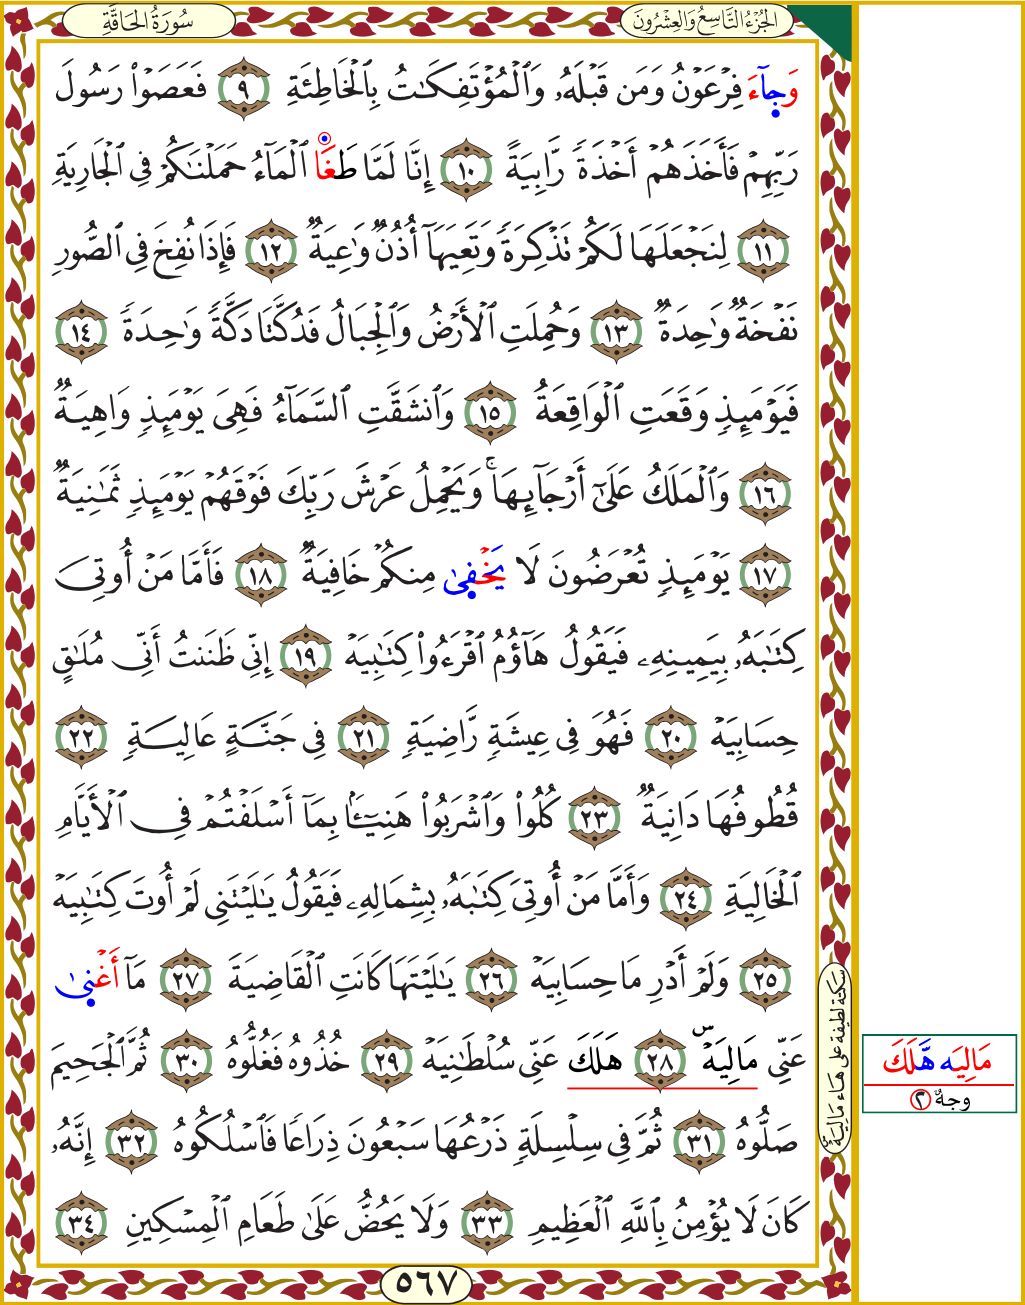 سُورَةُ الحَاقَّةِ
الجُزْءُ التَّاسِعُ وَالعِشْرُونَ
وَجَآءَ فِرْعَوْنُ وَمَن قَبْلَهُۥ وَٱلْمُؤْتَفِكَٰتُ بِٱلْخَاطِئَةِ ٩ فَعَصَوْا۟ رَسُولَ
رَبِّهِمْ فَأَخَذَهُمْ أَخْذَةً رَّابِيَةً ١٠ إِنَّا لَمَّا طَغَا ٱلْمَآءُ حَمَلْنَٰكُمْ فِى ٱلْجَارِيَةِ
١١ لِنَجْعَلَهَا لَكُمْ تَذْكِرَةً وَتَعِيَهَآ أُذُنٌ وَٰعِيَةٌ ١٢ فَإِذَا نُفِخَ فِى ٱلصُّورِ
نَفْخَةٌ وَٰحِدَةٌ ١٣ وَحُمِلَتِ ٱلْأَرْضُ وَٱلْجِبَالُ فَدُكَّتَا دَكَّةً وَٰحِدَةً ١٤
فَيَوْمَئِذٍ وَقَعَتِ ٱلْوَاقِعَةُ ١٥ وَٱنشَقَّتِ ٱلسَّمَآءُ فَهِىَ يَوْمَئِذٍ وَاهِيَةٌ
١٦ وَٱلْمَلَكُ عَلَىٰٓ أَرْجَآئِهَا ۚ وَيَحْمِلُ عَرْشَ رَبِّكَ فَوْقَهُمْ يَوْمَئِذٍ ثَمَٰنِيَةٌ
١٧ يَوْمَئِذٍ تُعْرَضُونَ لَا يَخْفىٰ مِنكُمْ خَافِيَةٌ ١٨ فَأَمَّا مَنْ أُوتِىَ
كِتَٰبَهُۥ بِيَمِينِهِۦ فَيَقُولُ هَآؤُمُ ٱقْرَءُوا۟ كِتَٰبِيَهْ ١٩ إِنِّى ظَنَنتُ أَنِّى مُلَٰقٍ
حِسَابِيَهْ ٢٠ فَهُوَ فِى عِيشَةٍ رَّاضِيَةٍ ٢١ فِى جَنَّةٍ عَالِيَةٍ ٢٢
قُطُوفُهَا دَانِيَةٌ ٢٣ كُلُوا۟ وَٱشْرَبُوا۟ هَنِيٓـًٔۢا بِمَآ أَسْلَفْتُمْ فِى ٱلْأَيَّامِ
ٱلْخَالِيَةِ ٢٤ وَأَمَّا مَنْ أُوتِىَ كِتَٰبَهُۥ بِشِمَالِهِۦ فَيَقُولُ يَٰلَيْتَنِى لَمْ أُوتَ كِتَٰبِيَهْ
٢٥ وَلَمْ أَدْرِ مَا حِسَابِيَهْ ٢٦ يَٰلَيْتَهَا كَانَتِ ٱلْقَاضِيَةَ ٢٧ مَآ أَغْنىٰ
عَنِّى مَالِيَهْ ۜ ٢٨ هَلَكَ عَنِّى سُلْطَٰنِيَهْ ٢٩ خُذُوهُ فَغُلُّوهُ ٣٠ ثُمَّ ٱلْجَحِيمَ
صَلُّوهُ ٣١ ثُمَّ فِى سِلْسِلَةٍ ذَرْعُهَا سَبْعُونَ ذِرَاعًا فَٱسْلُكُوهُ ٣٢ إِنَّهُۥ
كَانَ لَا يُؤْمِنُ بِٱللَّهِ ٱلْعَظِيمِ ٣٣ وَلَا يَحُضُّ عَلَىٰ طَعَامِ ٱلْمِسْكِينِ ٣٤
٥٦٧
سكتة لطيفة على هاء مَالِيَهْ ۜ
مَالِيَه هَّلَكَ
وجهٌ ٢